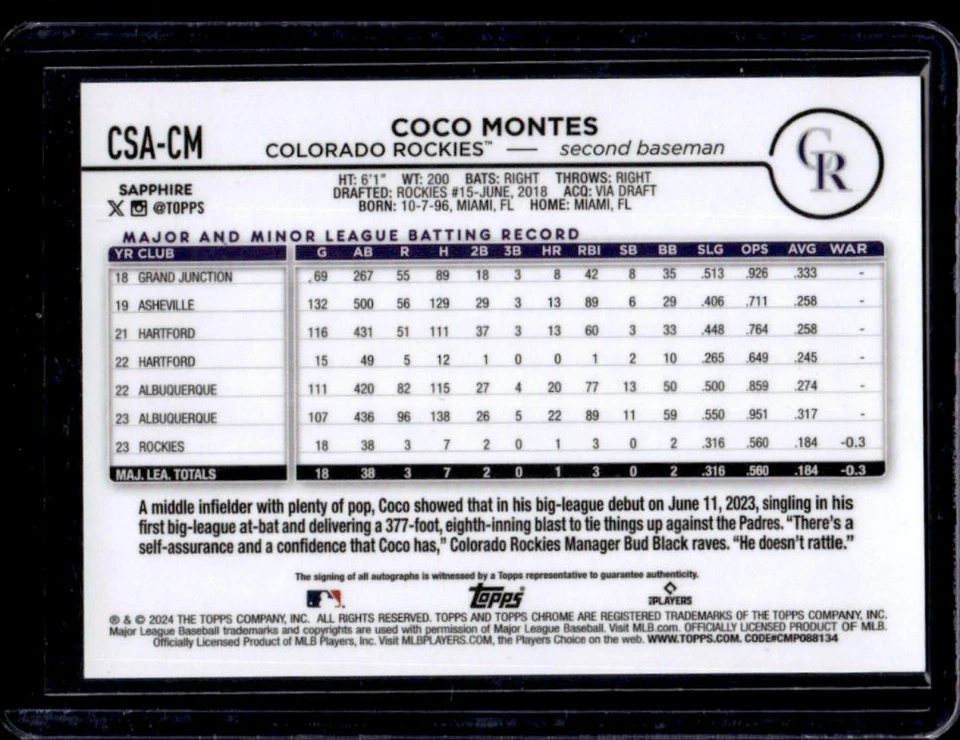 CSA-CM
COCO MONTES
COLORADO ROCKIES™ — second baseman
CR
SAPPHIRE
X @TOPPS
HT: 6'1" WT: 200 BATS: RIGHT THROWS: RIGHT
DRAFTED: ROCKIES #15-JUNE, 2018 ACQ: VIA DRAFT
BORN: 10-7-96, MIAMI, FL HOME: MIAMI, FL
MAJOR AND MINOR LEAGUE BATTING RECORD
YR CLUB G AB R H 2B 3B HR RBI SB BB SLG OPS AVG WAR
18 GRAND JUNCTION 69 267 55 89 18 3 8 42 8 35 .513 .926 .333 -
19 ASHEVILLE 132 500 56 129 29 3 13 89 6 29 .406 .711 .258 -
21 HARTFORD 116 431 51 111 37 3 13 60 3 33 .448 .764 .258 -
22 HARTFORD 15 49 5 12 1 0 0 1 2 10 .265 .649 .245 -
22 ALBUQUERQUE 111 420 82 115 27 4 20 77 13 50 .500 .859 .274 -
23 ALBUQUERQUE 107 436 96 138 26 5 22 89 11 59 .550 .951 .317 -
23 ROCKIES 18 38 3 7 2 0 1 3 0 2 .316 .560 .184 -0.3
MAJ. LEA. TOTALS 18 38 3 7 2 0 1 3 0 2 .316 .560 .184 -0.3
A middle infielder with plenty of pop, Coco showed that in his big-league debut on June 11, 2023, singling in his
first big-league at-bat and delivering a 377-foot, eighth-inning blast to tie things up against the Padres. “There’s a
self-assurance and a confidence that Coco has,” Colorado Rockies Manager Bud Black raves. “He doesn’t rattle.”
The signing of all autographs is witnessed by a Topps representative to guarantee authenticity.
Topps
PLAYERS
® & © 2024 THE TOPPS COMPANY, INC. ALL RIGHTS RESERVED. TOPPS AND TOPPS CHROME ARE REGISTERED TRADEMARKS OF THE TOPPS COMPANY, INC.
Major League Baseball trademarks and copyrights are used with permission of Major League Baseball. Visit MLB.com. OFFICIALLY LICENSED PRODUCT OF MLB.
Officially Licensed Product of MLB Players, Inc. Visit MLBPLAYERS.COM, the Players Choice on the web. WWW.TOPPS.COM. CODE#CMP088134